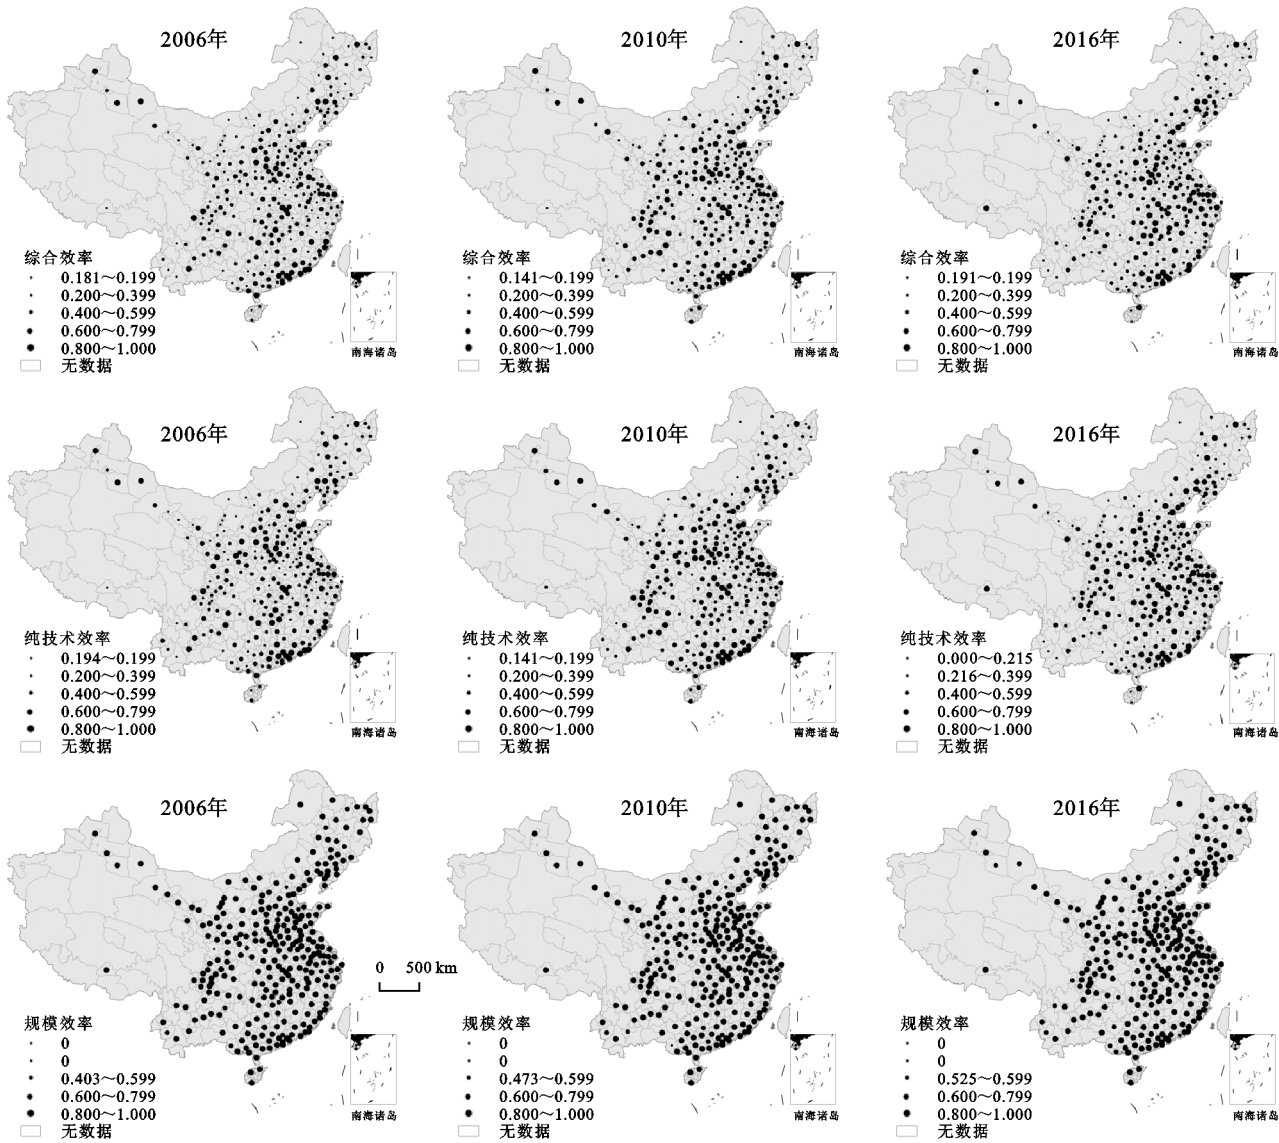 2006年
综合效率
0.181～0.199
0.200～0.399
0.400～0.599
0.600～0.799
0.800～1.000
无数据
南海诸岛
2010年
综合效率
0.141～0.199
0.200～0.399
0.400～0.599
0.600～0.799
0.800～1.000
无数据
南海诸岛
2016年
综合效率
0.191～0.199
0.200～0.399
0.400～0.599
0.600～0.799
0.800～1.000
无数据
南海诸岛
2006年
纯技术效率
0.194～0.199
0.200～0.399
0.400～0.599
0.600～0.799
0.800～1.000
无数据
南海诸岛
2010年
纯技术效率
0.141～0.199
0.200～0.399
0.400～0.599
0.600～0.799
0.800～1.000
无数据
南海诸岛
2016年
纯技术效率
0.000～0.215
0.216～0.399
0.400～0.599
0.600～0.799
0.800～1.000
无数据
南海诸岛
2006年
规模效率
0
0
0.403～0.599
0.600～0.799
0.800～1.000
无数据
南海诸岛
0 500 km
2010年
规模效率
0
0
0.473～0.599
0.600～0.799
0.800～1.000
无数据
南海诸岛
2016年
规模效率
0
0
0.525～0.599
0.600～0.799
0.800～1.000
无数据
南海诸岛